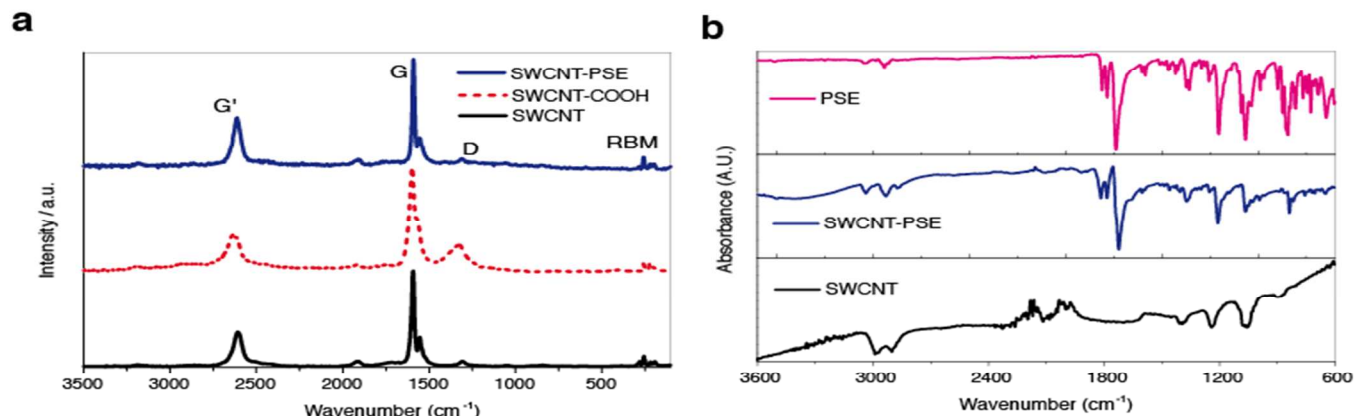 a
Intensity / a.u.
G'
G
D
RBM
SWCNT-PSE
SWCNT-COOH
SWCNT
3500
3000
2500
2000
1500
1000
500
Wavenumber (cm⁻¹)
b
Absorbance (A.U.)
PSE
SWCNT-PSE
SWCNT
3600
3000
2400
1800
1200
600
Wavenumber (cm⁻¹)